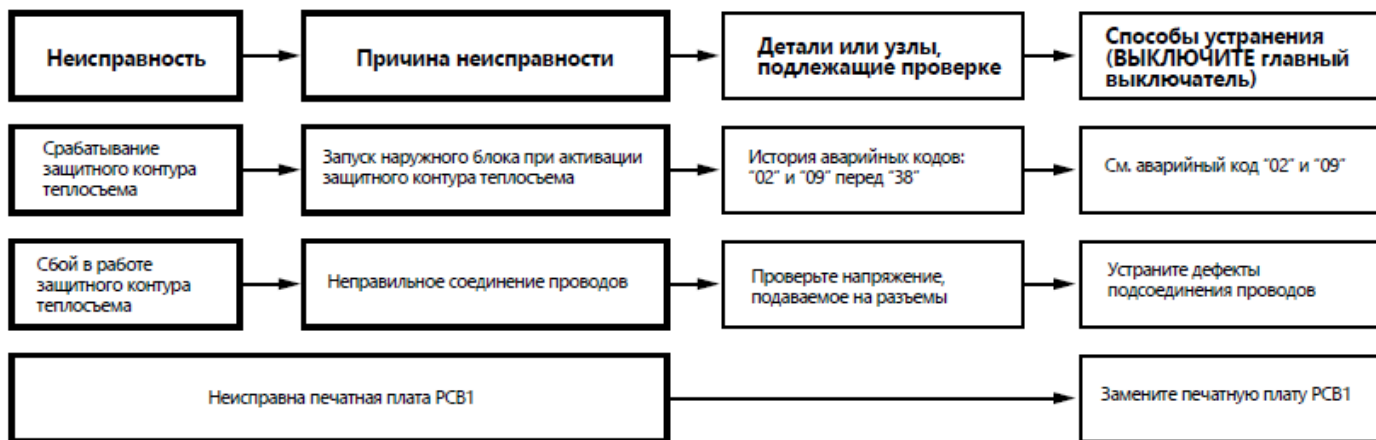 Неисправность
Причина неисправности
Детали или узлы,
подлежащие проверке
Способы устранения
(ВЫКЛЮЧИТЕ главный
выключатель)
Срабатывание
защитного контура
теплосъема
Запуск наружного блока при активации
защитного контура теплосъема
История аварийных кодов:
"02" и "09" перед "38"
См. аварийный код "02" и "09"
Сбой в работе
защитного контура
теплосъема
Неправильное соединение проводов
Проверьте напряжение,
подаваемое на разъемы
Устраните дефекты
подсоединения проводов
Неисправна печатная плата PCB1
Замените печатную плату PCB1